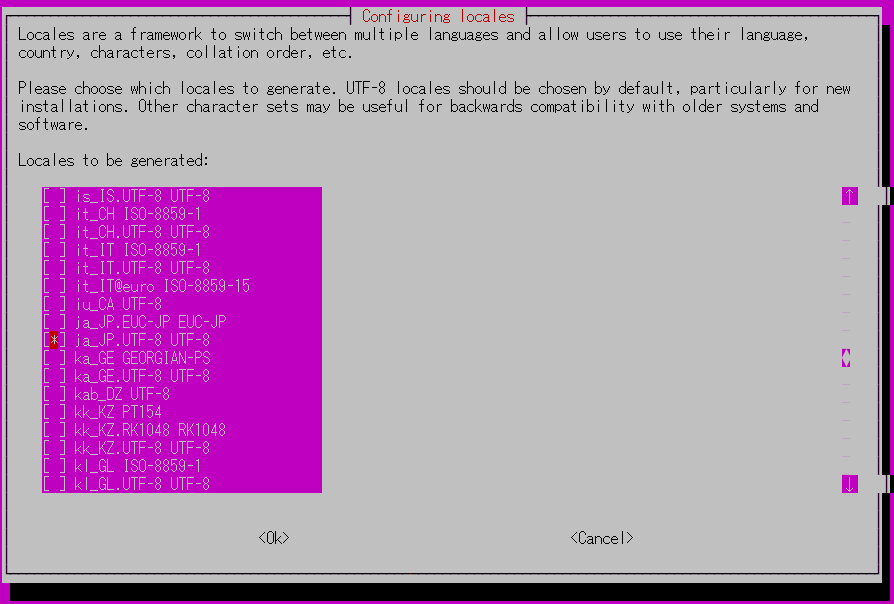 Configuring locales
Locales are a framework to switch between multiple languages and allow users to use their language,
country, characters, collation order, etc.
Please choose which locales to generate. UTF-8 locales should be chosen by default, particularly for new
installations. Other character sets may be useful for backwards compatibility with older systems and
software.
Locales to be generated:
[ ] is_IS.UTF-8 UTF-8
[ ] it_CH ISO-8859-1
[ ] it_CH.UTF-8 UTF-8
[ ] it_IT ISO-8859-1
[ ] it_IT.UTF-8 UTF-8
[ ] it_IT@euro ISO-8859-15
[ ] iu_CA UTF-8
[ ] ja_JP.EUC-JP EUC-JP
[*] ja_JP.UTF-8 UTF-8
[ ] ka_GE GEORGIAN-PS
[ ] ka_GE.UTF-8 UTF-8
[ ] kab_DZ UTF-8
[ ] kk_KZ PT154
[ ] kk_KZ.RK1048 RK1048
[ ] kk_KZ.UTF-8 UTF-8
[ ] kl_GL ISO-8859-1
[ ] kl_GL.UTF-8 UTF-8
<Ok> <Cancel>